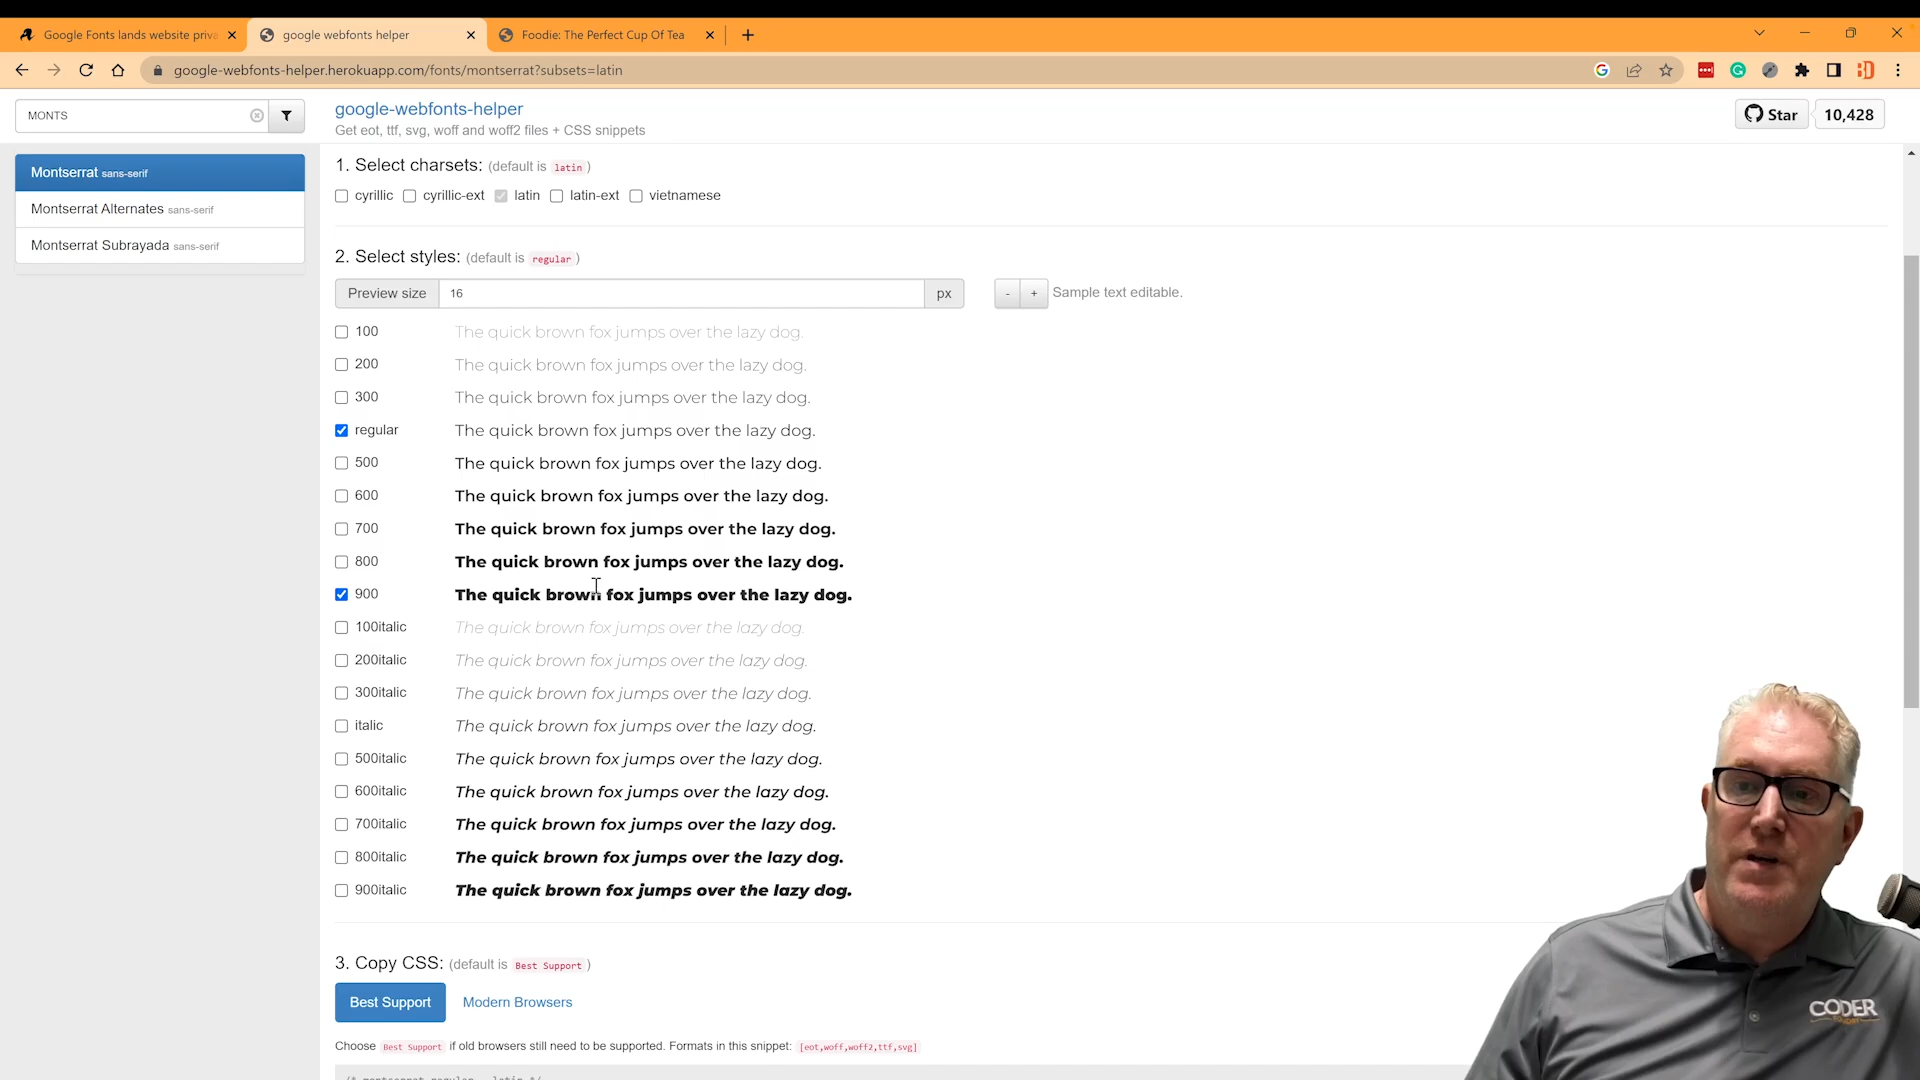 Google Fonts lands website priva
google webfonts helper
Foodie: The Perfect Cup Of Tea
google-webfonts-helper.herokuapp.com/fonts/montserrat?subsets=latin
MONTS
google-webfonts-helper
Get eot, ttf, svg, woff and woff2 files + CSS snippets
Star 10,428
Montserrat sans-serif
Montserrat Alternates sans-serif
Montserrat Subrayada sans-serif
1. Select charsets: (default is latin )
cyrillic cyrillic-ext latin latin-ext vietnamese
2. Select styles: (default is regular )
Preview size 16 px - + Sample text editable.
100 The quick brown fox jumps over the lazy dog.
200 The quick brown fox jumps over the lazy dog.
300 The quick brown fox jumps over the lazy dog.
regular The quick brown fox jumps over the lazy dog.
500 The quick brown fox jumps over the lazy dog.
600 The quick brown fox jumps over the lazy dog.
700 The quick brown fox jumps over the lazy dog.
800 The quick brown fox jumps over the lazy dog.
900 The quick brown fox jumps over the lazy dog.
100italic The quick brown fox jumps over the lazy dog.
200italic The quick brown fox jumps over the lazy dog.
300italic The quick brown fox jumps over the lazy dog.
italic The quick brown fox jumps over the lazy dog.
500italic The quick brown fox jumps over the lazy dog.
600italic The quick brown fox jumps over the lazy dog.
700italic The quick brown fox jumps over the lazy dog.
800italic The quick brown fox jumps over the lazy dog.
900italic The quick brown fox jumps over the lazy dog.
3. Copy CSS: (default is Best Support )
Best Support Modern Browsers
Choose Best Support if old browsers still need to be supported. Formats in this snippet: [eot,woff,woff2,ttf,svg]
CODER